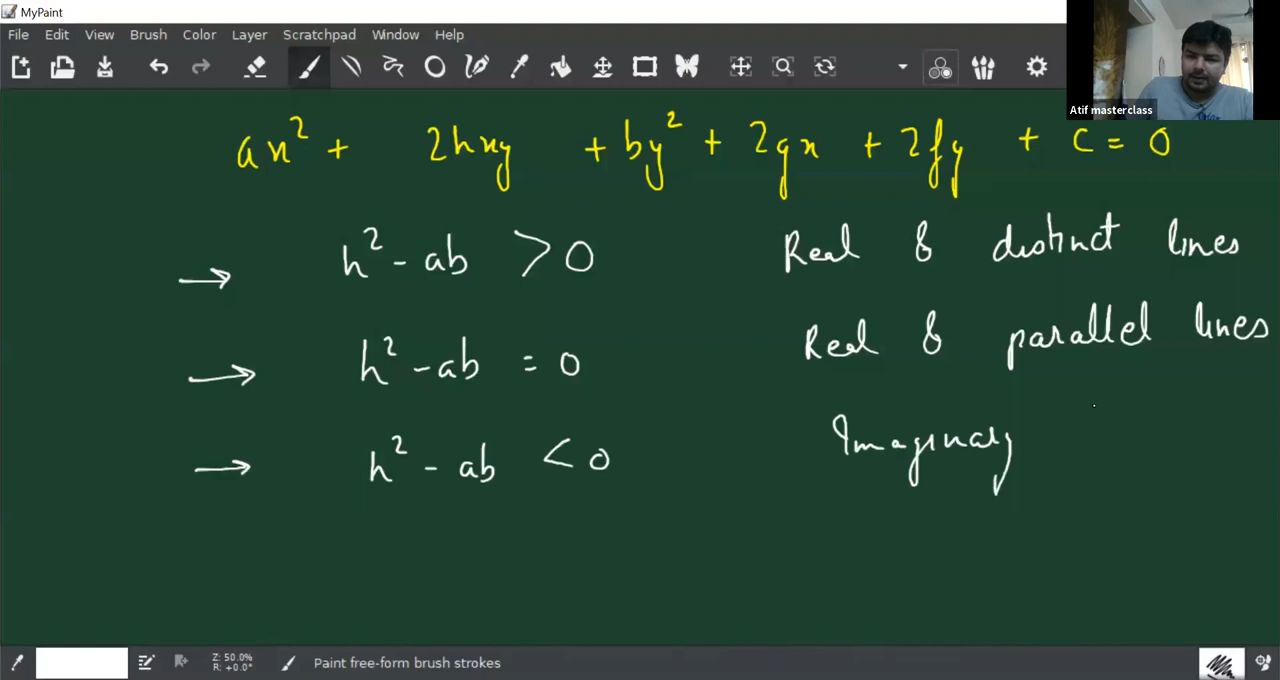 MyPaint
File Edit View Brush Color Layer Scratchpad Window Help
Atif masterclass
ax² + 2hxy + by² + 2gx + 2fy + c = 0
→ h² - ab > 0 Real & distinct lines
→ h² - ab = 0 Real & parallel lines
→ h² - ab < 0 Imaginary
Z: 50.0%
R: +0.0°
Paint free-form brush strokes